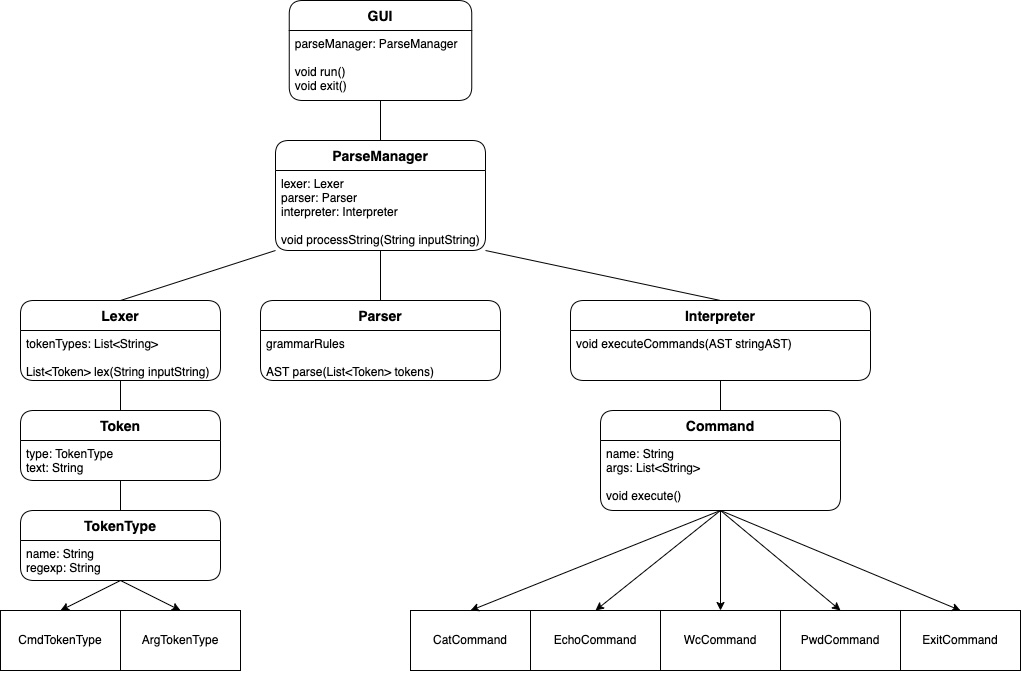 GUI
parseManager: ParseManager
void run()
void exit()
ParseManager
lexer: Lexer
parser: Parser
interpreter: Interpreter
void processString(String inputString)
Lexer
tokenTypes: List<String>
List<Token> lex(String inputString)
Parser
grammarRules
AST parse(List<Token> tokens)
Interpreter
void executeCommands(AST stringAST)
Token
type: TokenType
text: String
Command
name: String
args: List<String>
void execute()
TokenType
name: String
regexp: String
CmdTokenType
ArgTokenType
CatCommand
EchoCommand
WcCommand
PwdCommand
ExitCommand